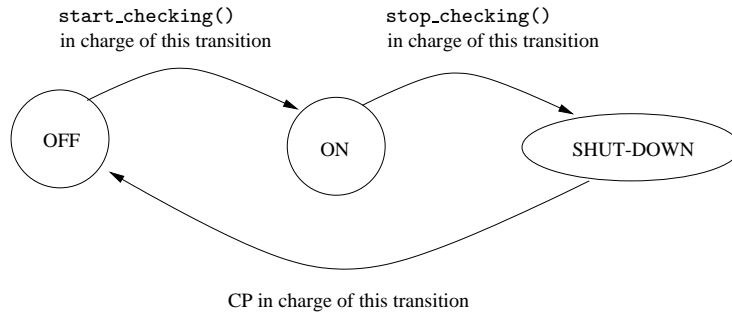 start_checking()
in charge of this transition
stop_checking()
in charge of this transition
OFF
ON
SHUT-DOWN
CP in charge of this transition